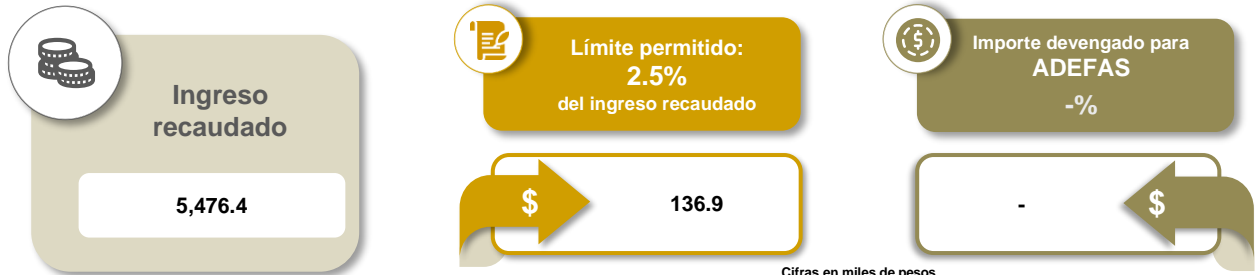 Ingreso
recaudado
5,476.4
Límite permitido:
2.5%
del ingreso recaudado
$
136.9
Importe devengado para
ADEFAS
-%
-
$
Cifras en miles de pesos